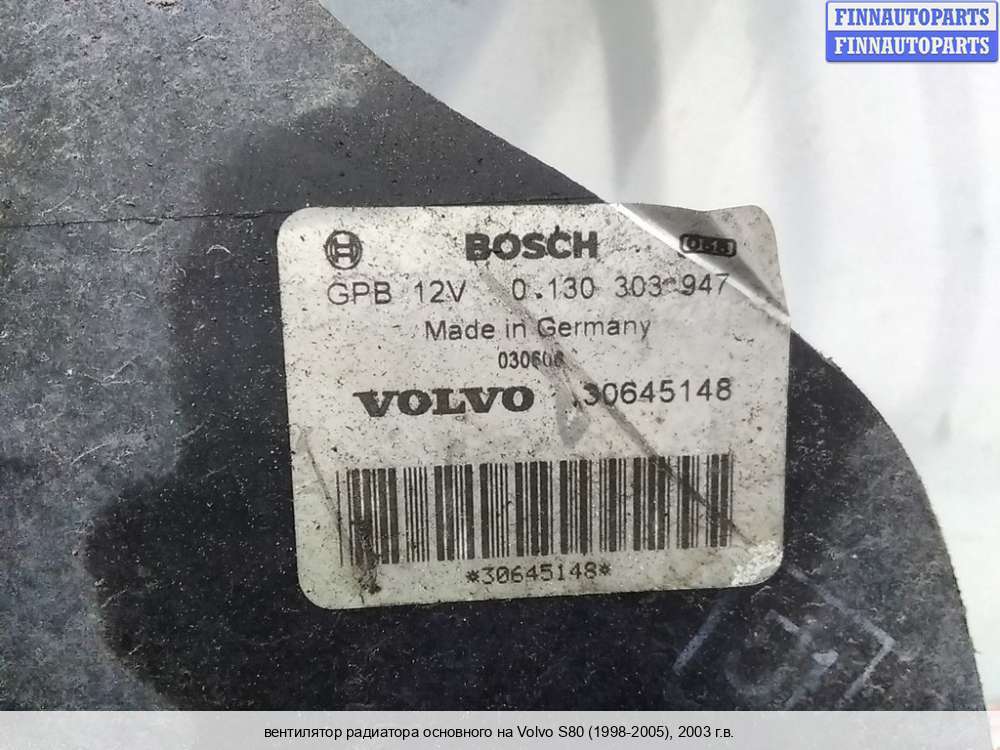 FINNAUTOPARTS
FINNAUTOPARTS
BOSCH
GPB 12V 0.130 303 947
Made in Germany
VOLVO 30645148
*30645148*
вентилятор радиатора основного на Volvo S80 (1998-2005), 2003 г.в.